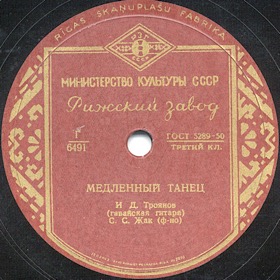 RĪGAS SKAŅUPLAŠU FABRIKA
МИНИСТЕРСТВО КУЛЬТУРЫ СССР
Рижский завод
Г
6491
ГОСТ 5289-50
ТРЕТИЙ КЛ.
МЕДЛЕННЫЙ ТАНЕЦ
И Д. Троянов
(гавайская гитара)
С. С. Жак (ф-но)